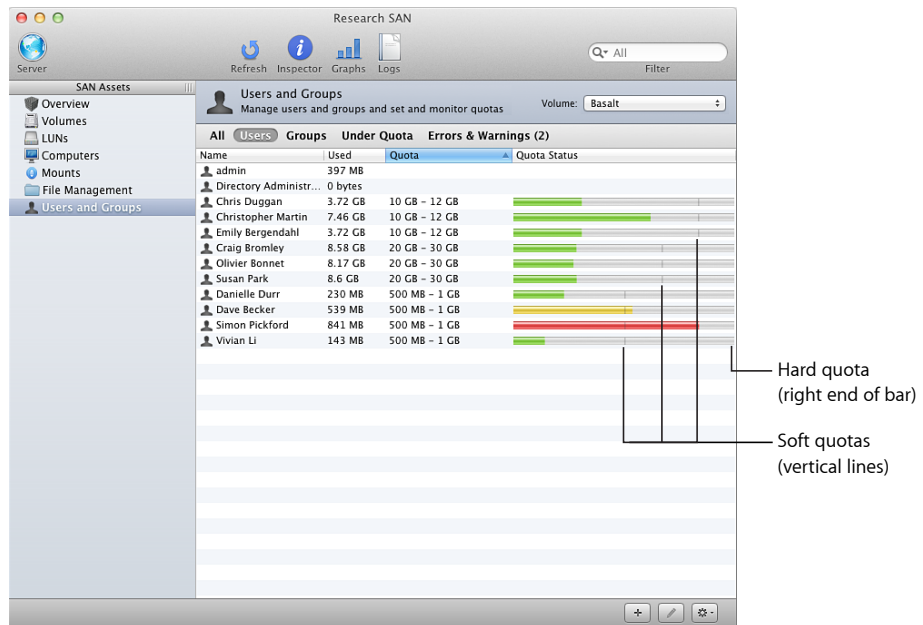 Research SAN
Server
Refresh Inspector Graphs Logs
All
Filter
SAN Assets
Overview
Volumes
LUNs
Computers
Mounts
File Management
Users and Groups
Users and Groups
Manage users and groups and set and monitor quotas
Volume: Basalt
All Users Groups Under Quota Errors & Warnings (2)
Name Used Quota Quota Status
admin 397 MB
Directory Administr... 0 bytes
Chris Duggan 3.72 GB 10 GB – 12 GB
Christopher Martin 7.46 GB 10 GB – 12 GB
Emily Bergendahl 3.72 GB 10 GB – 12 GB
Craig Bromley 8.58 GB 20 GB – 30 GB
Olivier Bonnet 8.17 GB 20 GB – 30 GB
Susan Park 8.6 GB 20 GB – 30 GB
Danielle Durr 230 MB 500 MB – 1 GB
Dave Becker 539 MB 500 MB – 1 GB
Simon Pickford 841 MB 500 MB – 1 GB
Vivian Li 143 MB 500 MB – 1 GB
Hard quota
(right end of bar)
Soft quotas
(vertical lines)